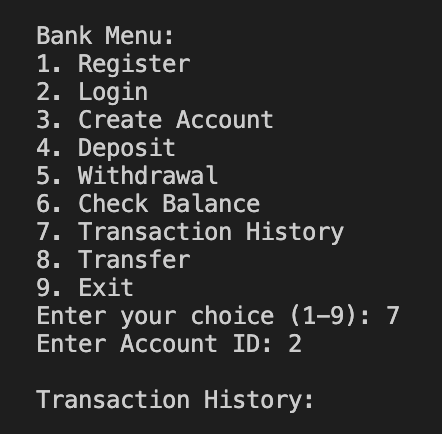 Bank Menu:
1. Register
2. Login
3. Create Account
4. Deposit
5. Withdrawal
6. Check Balance
7. Transaction History
8. Transfer
9. Exit
Enter your choice (1–9): 7
Enter Account ID: 2
Transaction History: